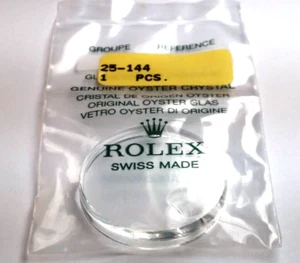 GROUPE REFERENCE
25-144
1 PCS.
GENUINE OYSTER CRYSTAL
CRISTAL DE ORIGEN OYSTER
ORIGINAL OYSTER GLAS
VETRO OYSTER DI ORIGINE
ROLEX
SWISS MADE